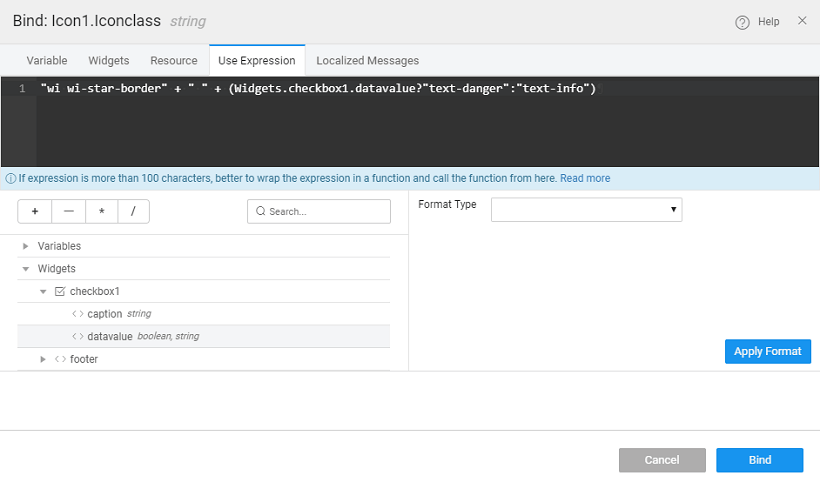 Bind: Icon1.Iconclass string
Help ×
Variable Widgets Resource Use Expression Localized Messages
1 "wi wi-star-border" + " " + (Widgets.checkbox1.datavalue?"text-danger":"text-info")
If expression is more than 100 characters, better to wrap the expression in a function and call the function from here. Read more
+ — * /
Search...
Format Type
Variables
Widgets
checkbox1
caption string
datavalue boolean, string
footer
Apply Format
Cancel Bind